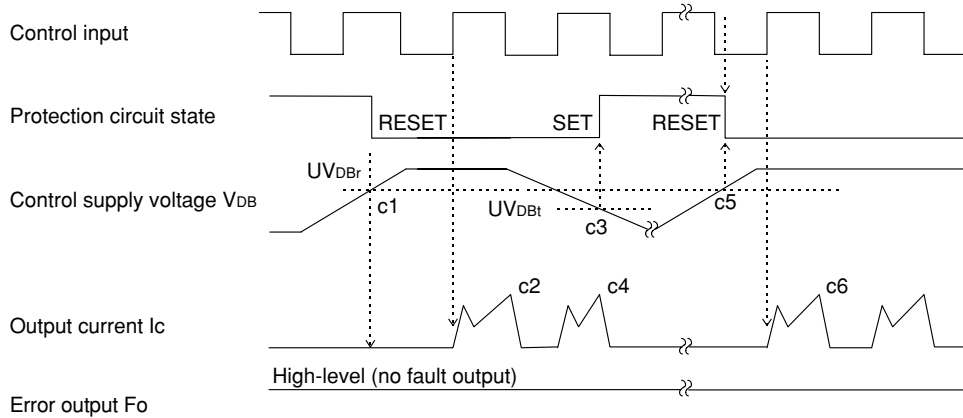 Control input
Protection circuit state
RESET
SET
RESET
UVDBr
Control supply voltage VDB
c1
UVDBt
c3
c5
c2
c4
c6
Output current Ic
High-level (no fault output)
Error output Fo